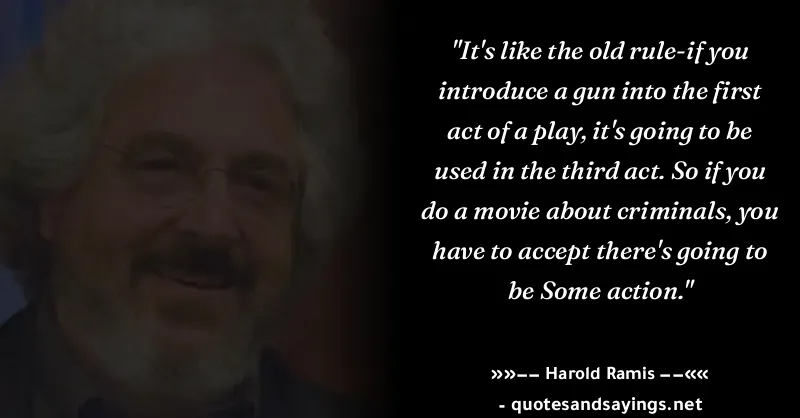 "It's like the old rule-if you
introduce a gun into the first
act of a play, it's going to be
used in the third act. So if you
do a movie about criminals, you
have to accept there's going to
be Some action."
»»–– Harold Ramis ––««
- quotesandsayings.net